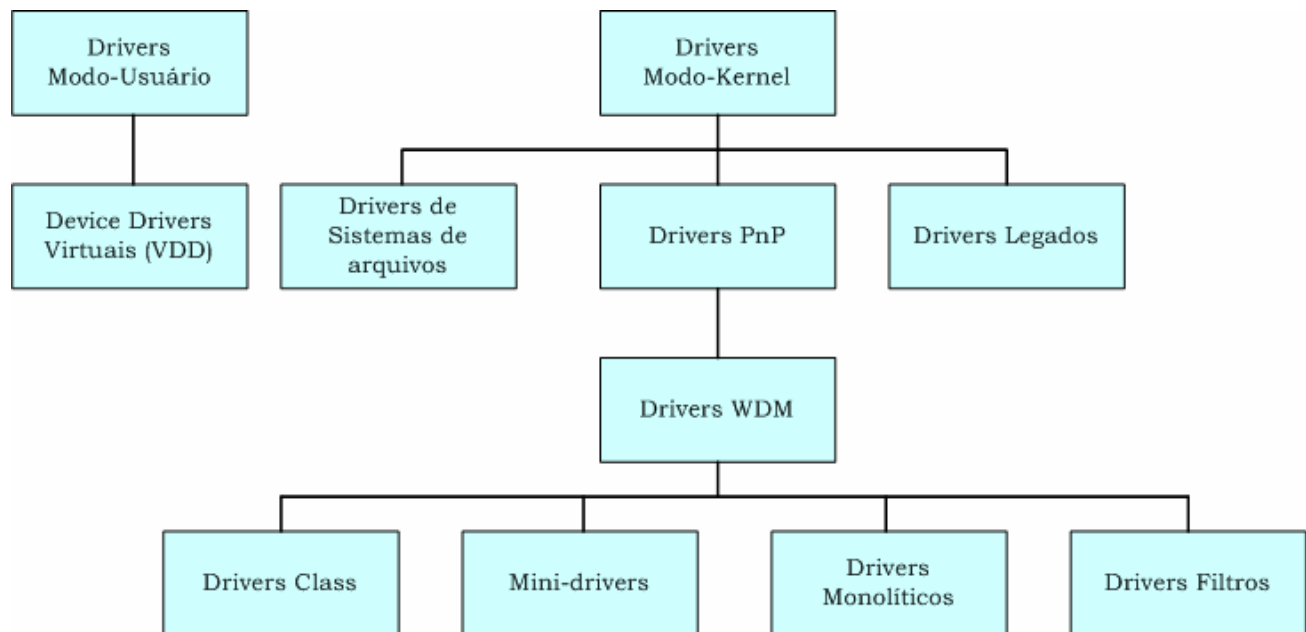 Drivers
Modo-Usuário
Drivers
Modo-Kernel
Device Drivers
Virtuais (VDD)
Drivers de
Sistemas de
arquivos
Drivers PnP
Drivers Legados
Drivers WDM
Drivers Class
Mini-drivers
Drivers
Monolíticos
Drivers Filtros